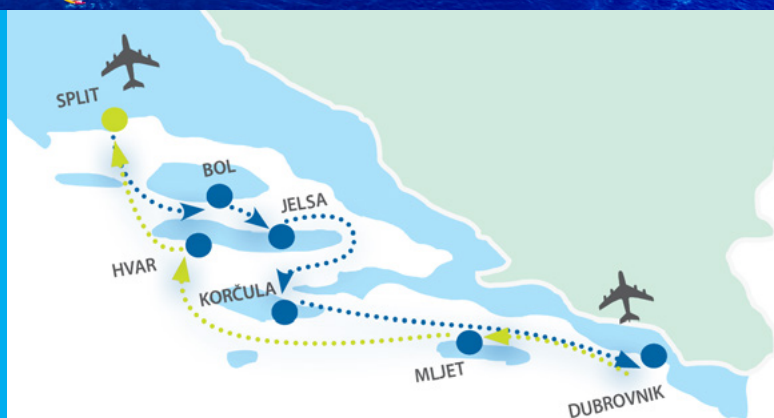 SPLIT
BOL
JELSA
HVAR
KORČULA
MLJET
DUBROVNIK